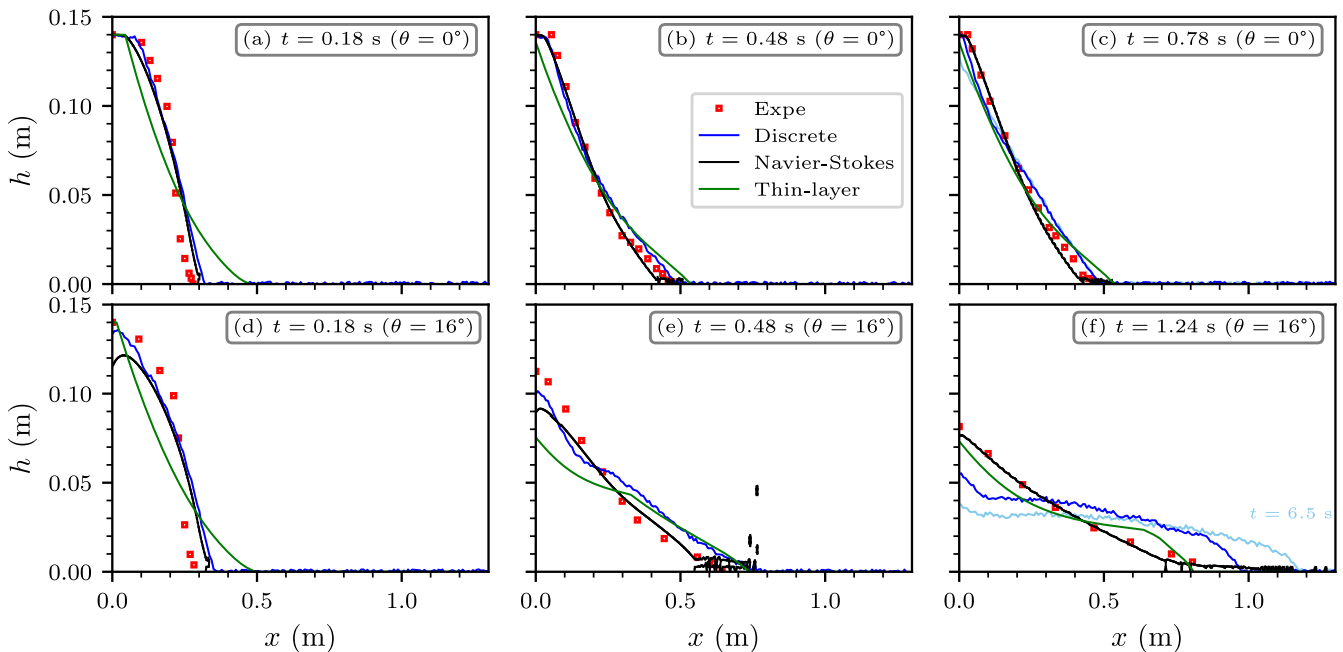 0.15
0.10
0.05
0.00
h (m)
(a) t = 0.18 s (θ = 0°)
(b) t = 0.48 s (θ = 0°)
Expe
Discrete
Navier-Stokes
Thin-layer
(c) t = 0.78 s (θ = 0°)
0.15
0.10
0.05
0.00
h (m)
(d) t = 0.18 s (θ = 16°)
0.0
0.5
1.0
x (m)
(e) t = 0.48 s (θ = 16°)
0.0
0.5
1.0
x (m)
(f) t = 1.24 s (θ = 16°)
t = 6.5 s
0.0
0.5
1.0
x (m)